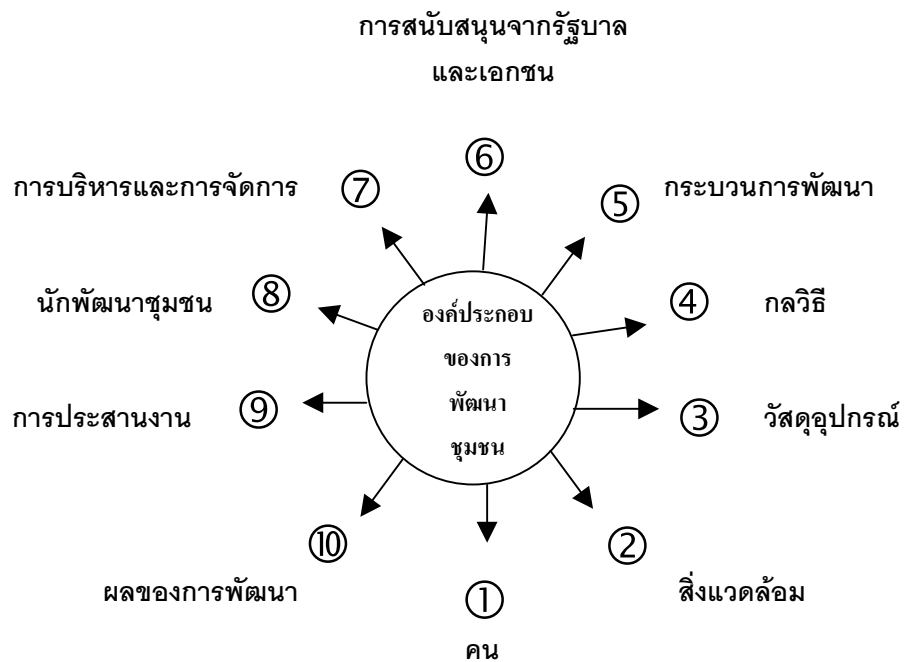 การสนับสนุนจากรัฐบาล
และเอกชน
⑥
การบริหารและการจัดการ ⑦
⑤ กระบวนการพัฒนา
นักพัฒนาชุมชน ⑧
④ กลวิธี
องค์ประกอบ
ของการ
พัฒนา
ชุมชน
การประสานงาน ⑨
③ วัสดุอุปกรณ์
⑩
ผลของการพัฒนา
②
สิ่งแวดล้อม
①
คน